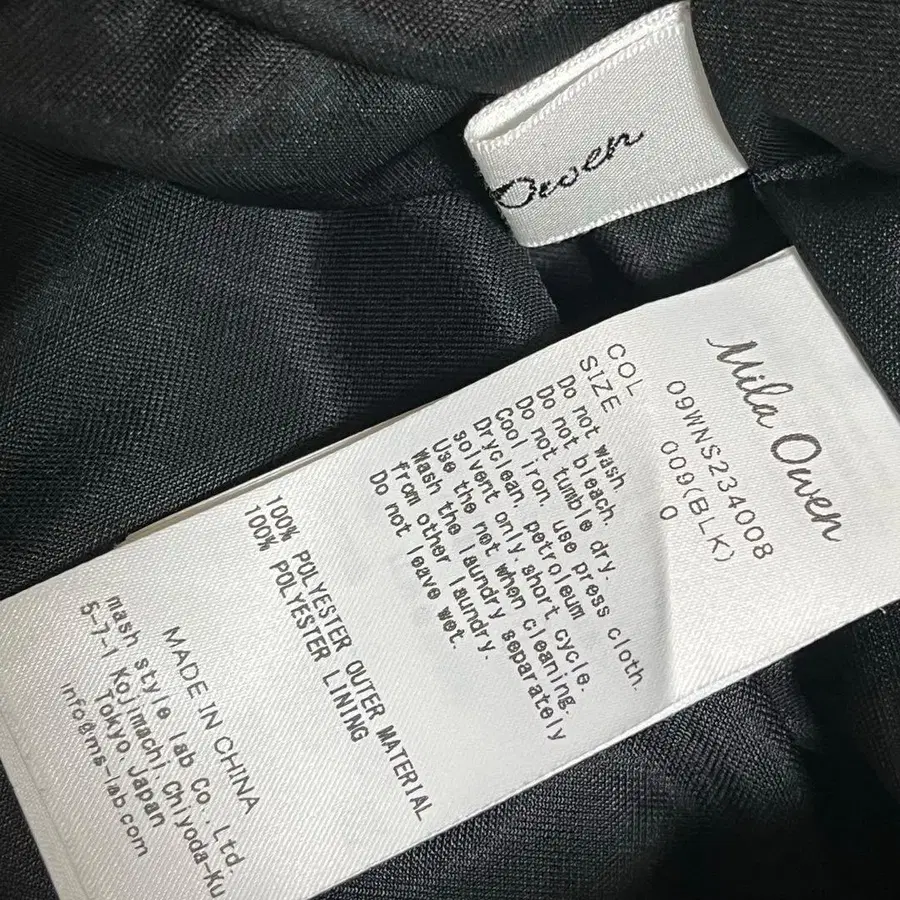 Owen
Mila Owen
09WNS234008
COL 009(BLK)
SIZE 0
Do not wash.
Do not bleach.
Do not tumble dry.
Cool iron, use press cloth.
Dryclean, petroleum
solvent only. short cycle.
Use the net when cleaning.
Wash the laundry separately
from other laundry.
Do not leave wet.
100% POLYESTER OUTER MATERIAL
100% POLYESTER LINING
MADE IN CHINA
mash style lab Co.,Ltd.
5-7-1 Kojimachi, Chiyoda-Ku
Tokyo, Japan
info@ms-lab.com